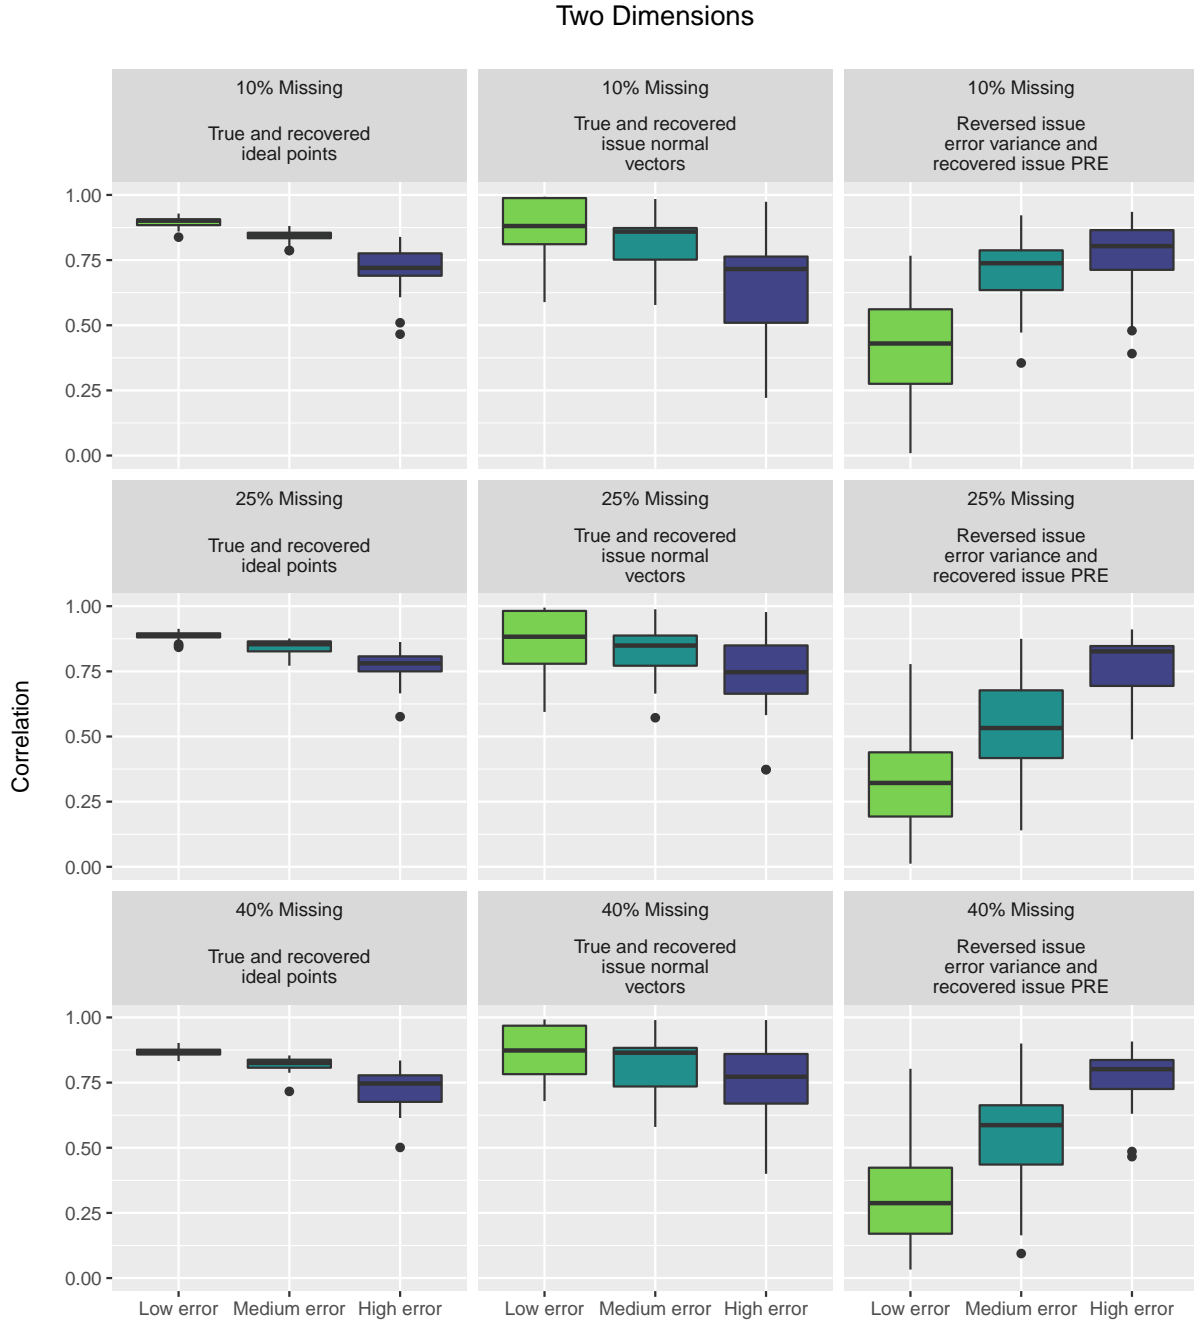 Two Dimensions
10% Missing
True and recovered
ideal points
10% Missing
True and recovered
issue normal
vectors
10% Missing
Reversed issue
error variance and
recovered issue PRE
1.00
0.75
0.50
0.25
0.00
25% Missing
True and recovered
ideal points
25% Missing
True and recovered
issue normal
vectors
25% Missing
Reversed issue
error variance and
recovered issue PRE
1.00
0.75
0.50
0.25
0.00
Correlation
40% Missing
True and recovered
ideal points
40% Missing
True and recovered
issue normal
vectors
40% Missing
Reversed issue
error variance and
recovered issue PRE
1.00
0.75
0.50
0.25
0.00
Low error Medium error High error
Low error Medium error High error
Low error Medium error High error